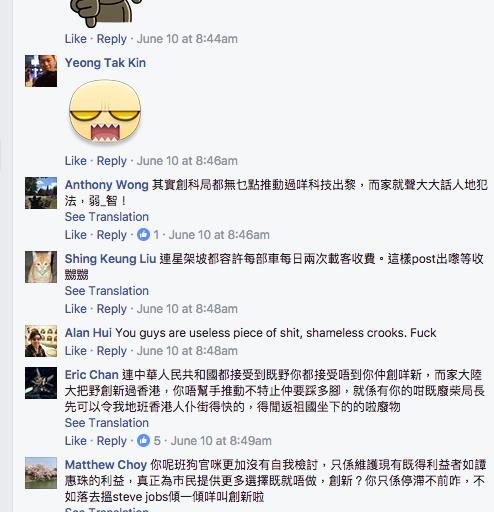 Like · Reply · June 10 at 8:44am
Yeong Tak Kin
Like · Reply · June 10 at 8:46am
Anthony Wong 其實創科局都無乜點推動過咩科技出黎，而家就聲大大話人地犯
法，弱_智！
See Translation
Like · Reply · 1 · June 10 at 8:46am
Shing Keung Liu 連星架坡都容許每部車每日兩次載客收費。這樣post出嚟等收
嬲嬲
See Translation
Like · Reply · June 10 at 8:48am
Alan Hui You guys are useless piece of shit, shameless crooks. Fuck
Like · Reply · June 10 at 8:48am
Eric Chan 連中華人民共和國都接受到既野你都接受唔到你仲創咩新，而家大陸
大把野創新過香港，你唔幫手推動不特止仲要踩多腳，就係有你的咁既廢柴局長
先可以令我地班香港人仆街得快的，得閒返祖國坐下的的啦廢物
See Translation
Like · Reply · 5 · June 10 at 8:49am
Matthew Choy 你呢班狗官咪更加沒有自我檢討，只係維護現有既得利益者如譚
惠珠的利益，真正為市民提供更多選擇既就唔做，創新？你只係停滯不前咋，不
如落去搵steve jobs傾一傾咩叫創新啦